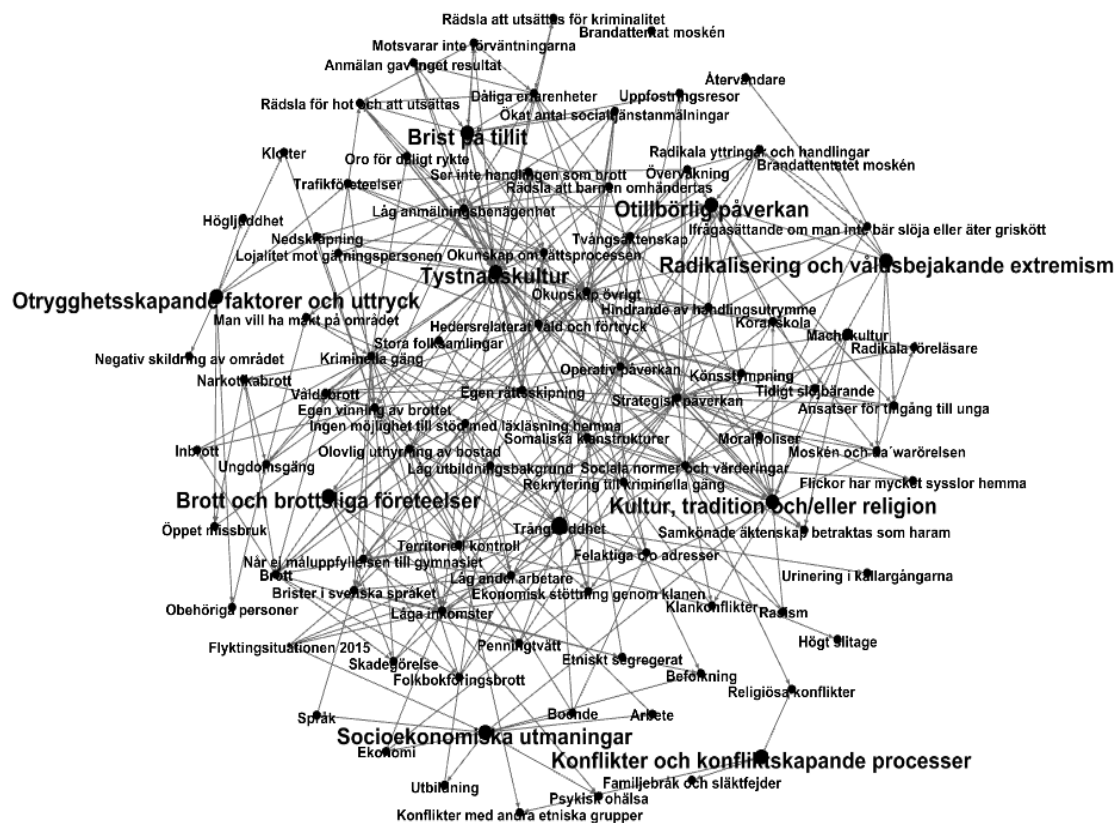 Rädsla att utsättas för kriminalitet
Brandattentat moskén
Motsvarar inte förväntningarna
Anmälan gav inget resultat
Återvändare
Rädsla för hot och att utsättas
Dåliga erfarenheter
Uppfostringsresor
Ökat antal socialtjänstanmälningar
Brist på tillit
Klotter
Oro för dåligt rykte
Radikala yttringar och handlingar
Brandattentatet moskén
Ser inte handlingen som brott
Övervakning
Trafikföreteelser
Rädsla att barnen omhändertas
Låg anmälningsbenägenhet
Otillbörlig påverkan
Högljuddhet
Ifrågasättande om man inte bär slöja eller äter griskött
Nedskräpning
Tvångsäktenskap
Lojalitet mot gärningspersonen
Okunskap om rättsprocessen
Radikalisering och våldsbejakande extremism
Tystnadskultur
Okunskap övrigt
Otrygghetsskapande faktorer och uttryck
Hindrande av handlingsutrymme
Man vill ha makt på området
Koranskola
Hedersrelaterat våld och förtryck
Machokultur
Stora folksamlingar
Radikala föreläsare
Negativ skildring av området
Kriminella gäng
Operativ påverkan
Könsstympning
Narkotikabrott
Våldsbrott
Egen rättsskipning
Tidigt slöjbärande
Strategisk påverkan
Egen vinning av brottet
Ansatser för tillgång till unga
Ingen möjlighet till stöd med läxläsning hemma
Somaliska klanstrukturer
Moralpoliser
Inbrott
Olovlig uthyrning av bostad
Moskén och da´warörelsen
Ungdomsgäng
Låg utbildningsbakgrund
Sociala normer och värderingar
Rekrytering till kriminella gäng
Flickor har mycket sysslor hemma
Brott och brottsliga företeelser
Kultur, tradition och/eller religion
Öppet missbruk
Trångboddhet
Samkönade äktenskap betraktas som haram
Territoriell kontroll
Felaktiga c/o adresser
Når ej måluppfyllelsen till gymnasiet
Brott
Låg andel arbetare
Urinering i källargångarna
Brister i svenska språket
Ekonomisk stöttning genom klanen
Obehöriga personer
Låga inkomster
Klankonflikter
Rasism
Högt slitage
Flyktingsituationen 2015
Penningtvätt
Skadegörelse
Etniskt segregerat
Folkbokföringsbrott
Befolkning
Religiösa konflikter
Språk
Boende
Arbete
Socioekonomiska utmaningar
Ekonomi
Konflikter och konfliktskapande processer
Familjebråk och släktfejder
Utbildning
Psykisk ohälsa
Konflikter med andra etniska grupper